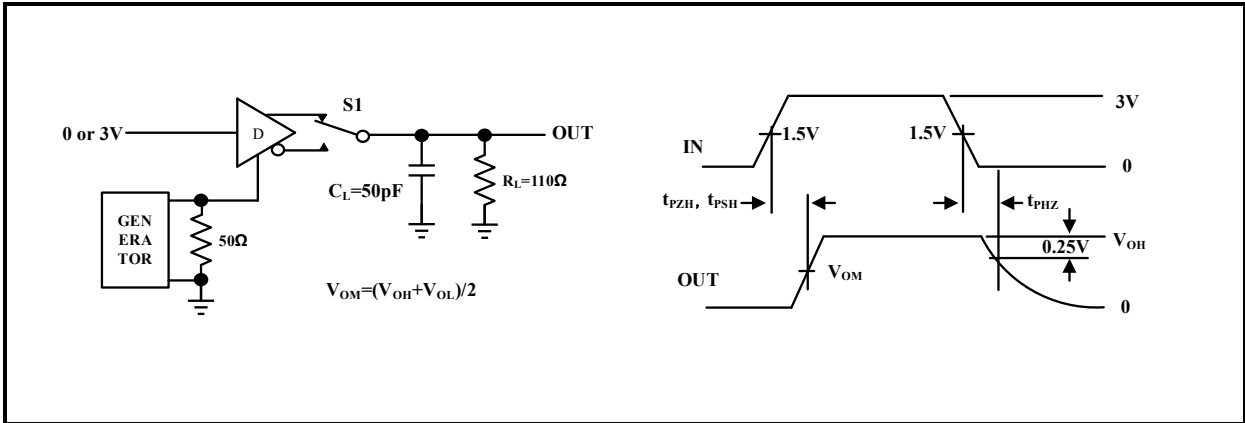 S1
0 or 3V
D
OUT
C_L=50pF
R_L=110Ω
GEN
ERA
TOR
50Ω
V_OM=(V_OH+V_OL)/2
3V
1.5V
1.5V
IN
0
t_PZH, t_PSH
t_PHZ
V_OH
0.25V
V_OM
OUT
0